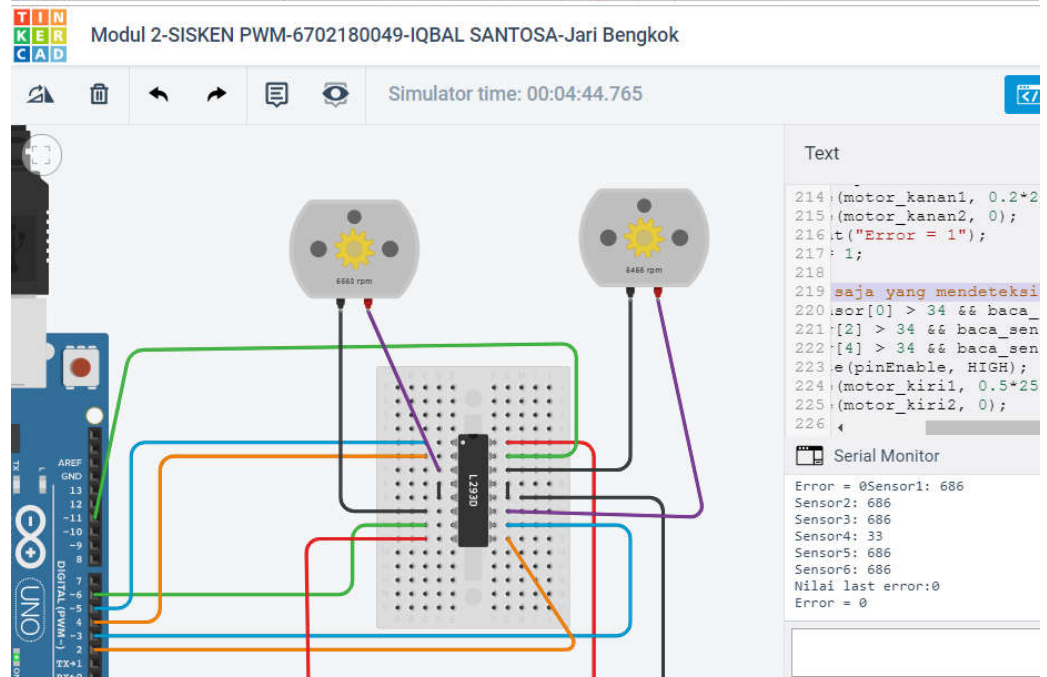 TIN
KER
CAD
Modul 2-SISKEN PWM-6702180049-IQBAL SANTOSA-Jari Bengkok
Simulator time: 00:04:44.765
Text
214 (motor_kanan1, 0.2*2
215 (motor_kanan2, 0);
216 t("Error = 1");
217 = 1;
218
219 saja yang mendeteksi
220 sor[0] > 34 && baca_
221 [2] > 34 && baca_sen
222 [4] > 34 && baca_sen
223 e(pinEnable, HIGH);
224 (motor_kiri1, 0.5*25
225 (motor_kiri2, 0);
226
Serial Monitor
Error = 0Sensor1: 686
Sensor2: 686
Sensor3: 686
Sensor4: 33
Sensor5: 686
Sensor6: 686
Nilai last error:0
Error = 0
6663 rpm
6466 rpm
L293D
AREF
GND
13
12
~11
~10
~9
8
7
~6
~5
4
~3
2
TX→1
DIGITAL (PWM~)
UNO
TX
L